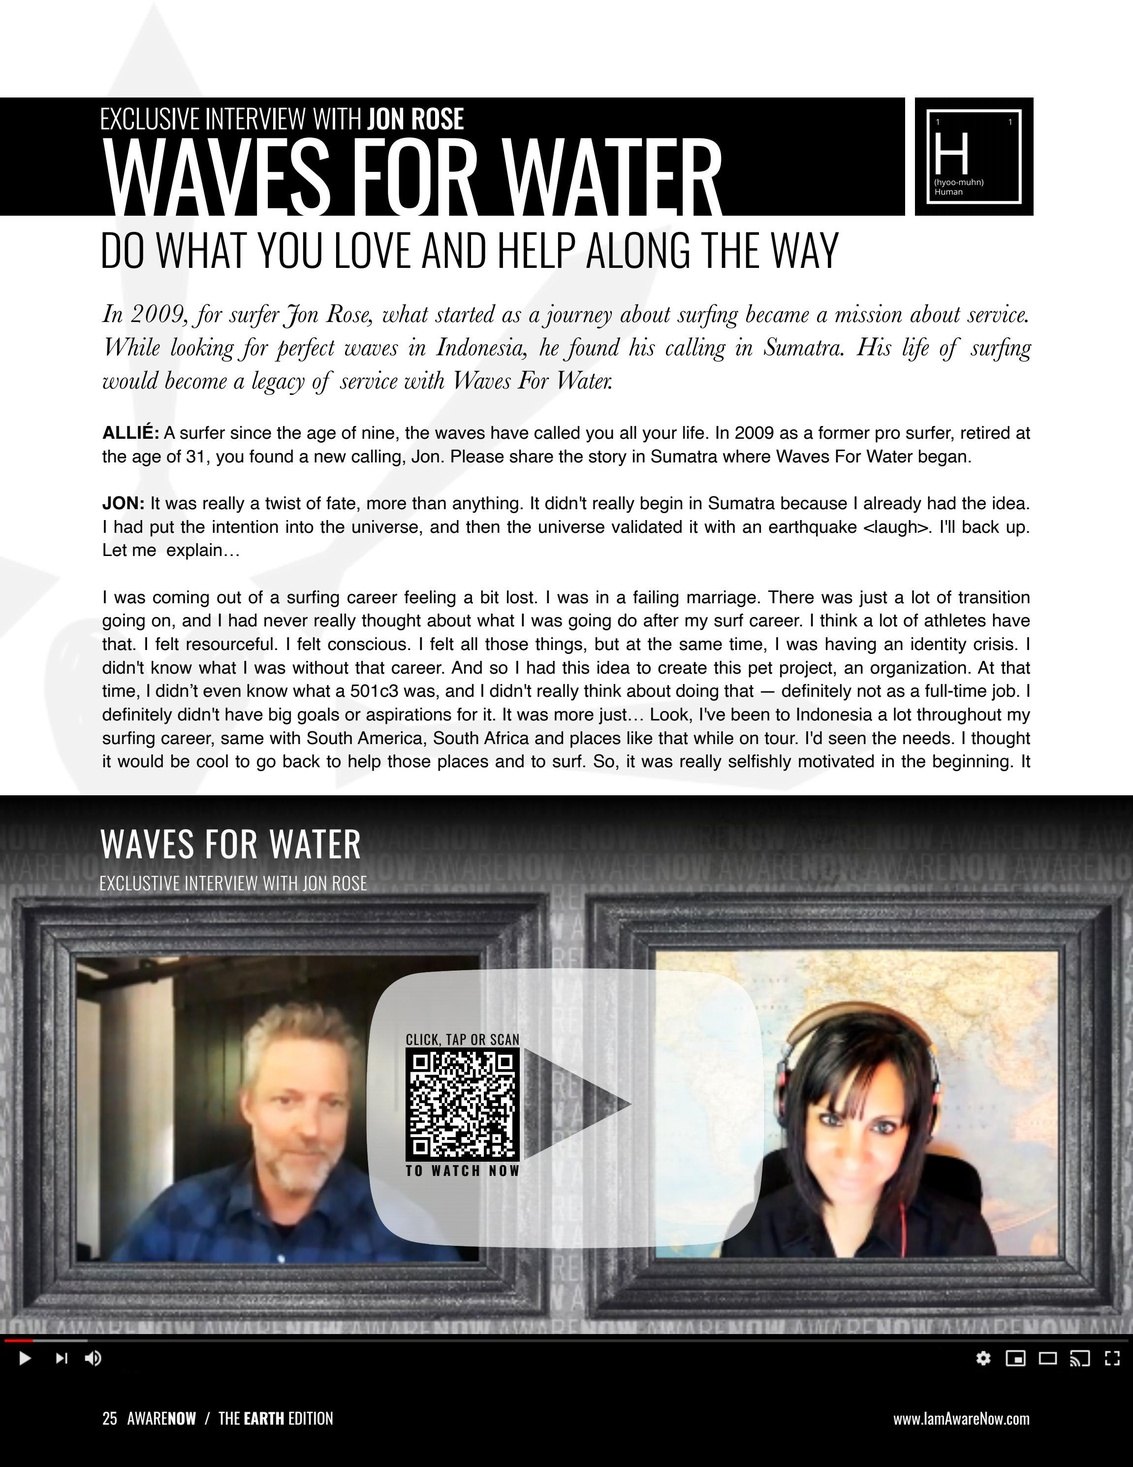 EXCLUSIVE INTERVIEW WITH JON ROSE
WAVES FOR WATER
1 1
H
(hyoo-muhn)
Human
DO WHAT YOU LOVE AND HELP ALONG THE WAY
In 2009, for surfer Jon Rose, what started as a journey about surfing became a mission about service.
While looking for perfect waves in Indonesia, he found his calling in Sumatra. His life of surfing
would become a legacy of service with Waves For Water.
ALLIÉ: A surfer since the age of nine, the waves have called you all your life. In 2009 as a former pro surfer, retired at
the age of 31, you found a new calling, Jon. Please share the story in Sumatra where Waves For Water began.
JON: It was really a twist of fate, more than anything. It didn't really begin in Sumatra because I already had the idea.
I had put the intention into the universe, and then the universe validated it with an earthquake <laugh>. I'll back up.
Let me explain…
I was coming out of a surfing career feeling a bit lost. I was in a failing marriage. There was just a lot of transition
going on, and I had never really thought about what I was going do after my surf career. I think a lot of athletes have
that. I felt resourceful. I felt conscious. I felt all those things, but at the same time, I was having an identity crisis. I
didn't know what I was without that career. And so I had this idea to create this pet project, an organization. At that
time, I didn’t even know what a 501c3 was, and I didn't really think about doing that — definitely not as a full-time job. I
definitely didn't have big goals or aspirations for it. It was more just… Look, I've been to Indonesia a lot throughout my
surfing career, same with South America, South Africa and places like that while on tour. I'd seen the needs. I thought
it would be cool to go back to help those places and to surf. So, it was really selfishly motivated in the beginning. It
WAVES FOR WATER
EXCLUSTIVE INTERVIEW WITH JON ROSE
CLICK, TAP OR SCAN
TO WATCH NOW
25 AWARENOW / THE EARTH EDITION
www.IamAwareNow.com